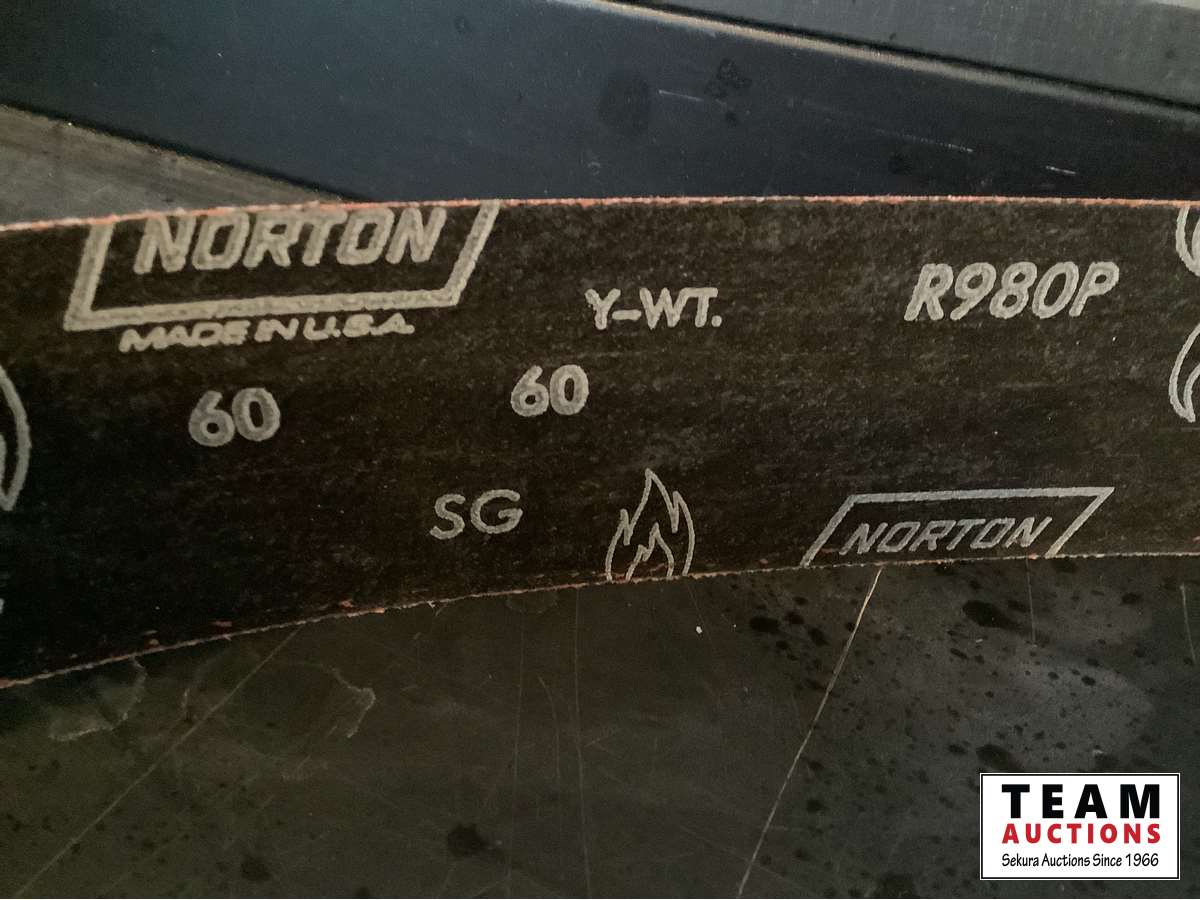 NORTON
MADE IN U.S.A.
Y-WT.
R980P
60
60
SG
NORTON
TEAM
AUCTIONS
Sekura Auctions Since 1966